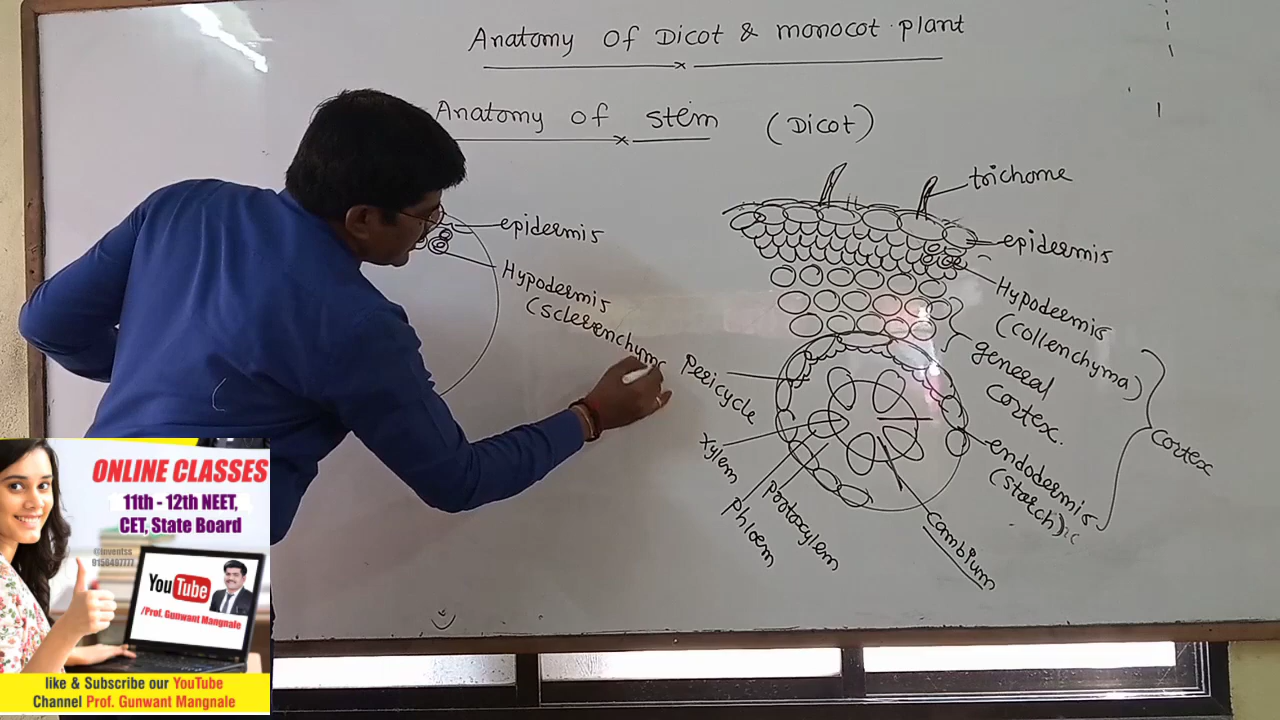 Anatomy Of Dicot & monocot plant
Anatomy of stem (Dicot)
epidermis
Hypodermis
(sclerenchyma
trichome
epidermis
Hypodermis
(collenchyma)
general
Cortex.
Cortex
endodermis
(starch)
Pericycle
xylem
phloem
protoxylem
cambium
ONLINE CLASSES
11th - 12th NEET,
CET, State Board
@inventss
9156497777
YouTube
/Prof. Gunwant Mangnale
like & Subscribe our YouTube
Channel Prof. Gunwant Mangnale